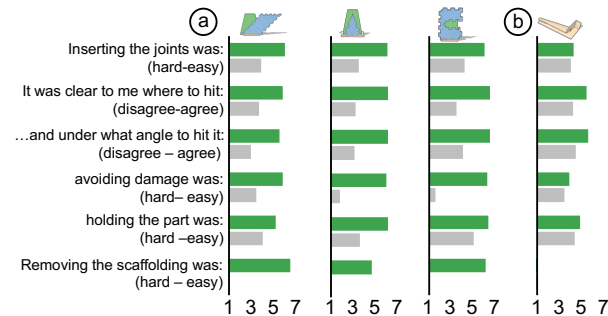 a
b
Inserting the joints was:
(hard-easy)
It was clear to me where to hit:
(disagree-agree)
...and under what angle to hit it:
(disagree – agree)
avoiding damage was:
(hard– easy)
holding the part was:
(hard –easy)
Removing the scaffolding was:
(hard – easy)
1 3 5 7 1 3 5 7 1 3 5 7 1 3 5 7